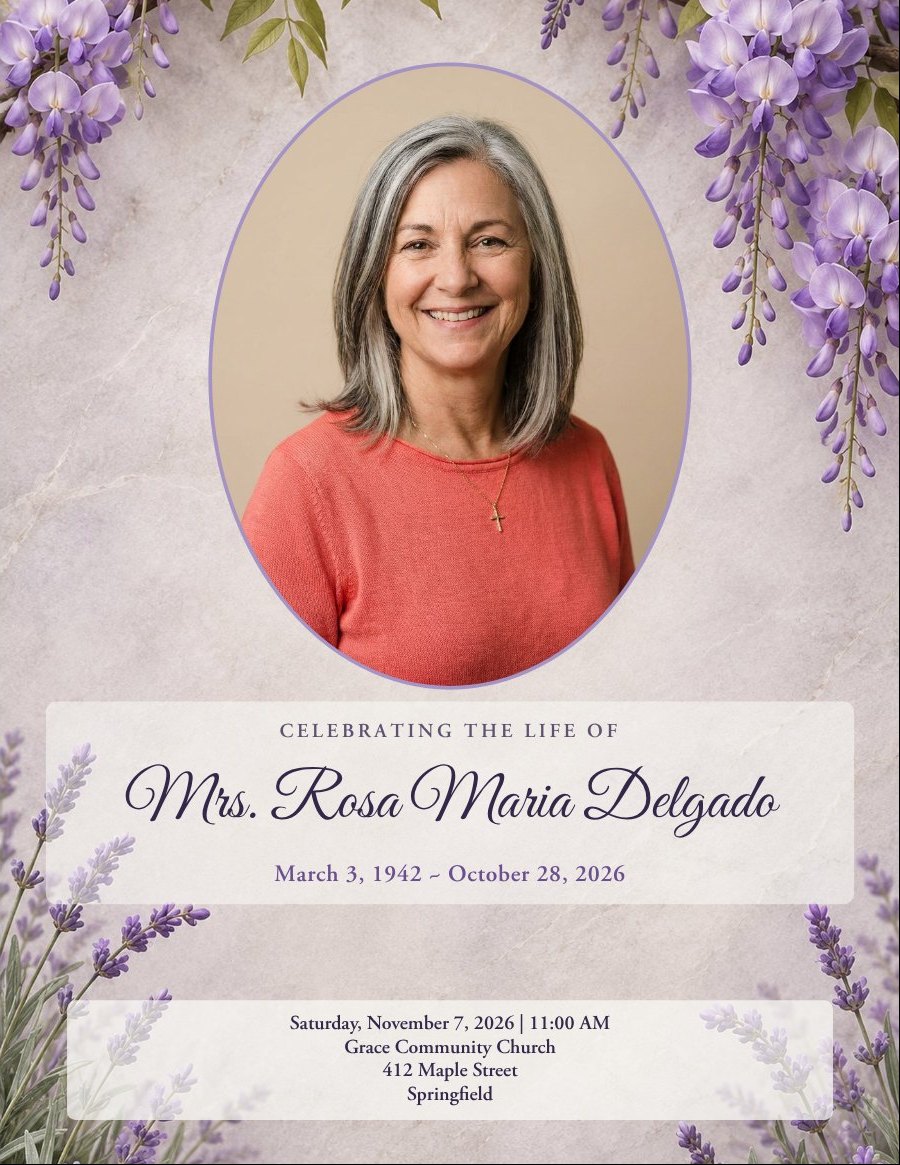 CELEBRATING THE LIFE OF
Mrs. Rosa Maria Delgado
March 3, 1942 ~ October 28, 2026
Saturday, November 7, 2026 | 11:00 AM
Grace Community Church
412 Maple Street
Springfield